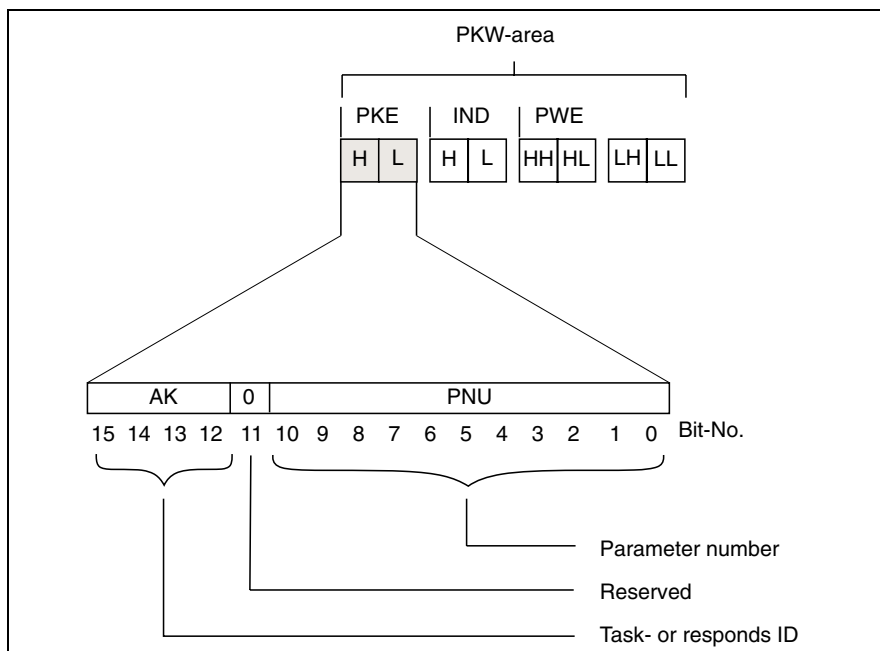 PKW-area
PKE IND PWE
H L H L HH HL LH LL
AK 0 PNU
15 14 13 12 11 10 9 8 7 6 5 4 3 2 1 0 Bit-No.
Parameter number
Reserved
Task- or responds ID